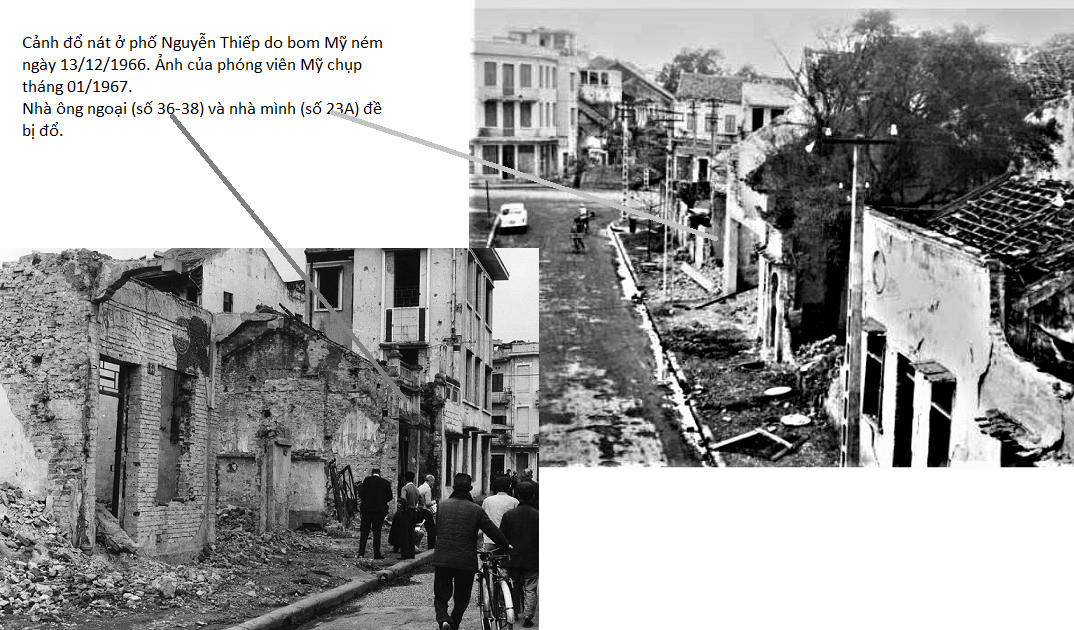 Cảnh đổ nát ở phố Nguyễn Thiếp do bom Mỹ ném
ngày 13/12/1966. Ảnh của phóng viên Mỹ chụp
tháng 01/1967.
Nhà ông ngoại (số 36-38) và nhà mình (số 23A) đề
bị đổ.